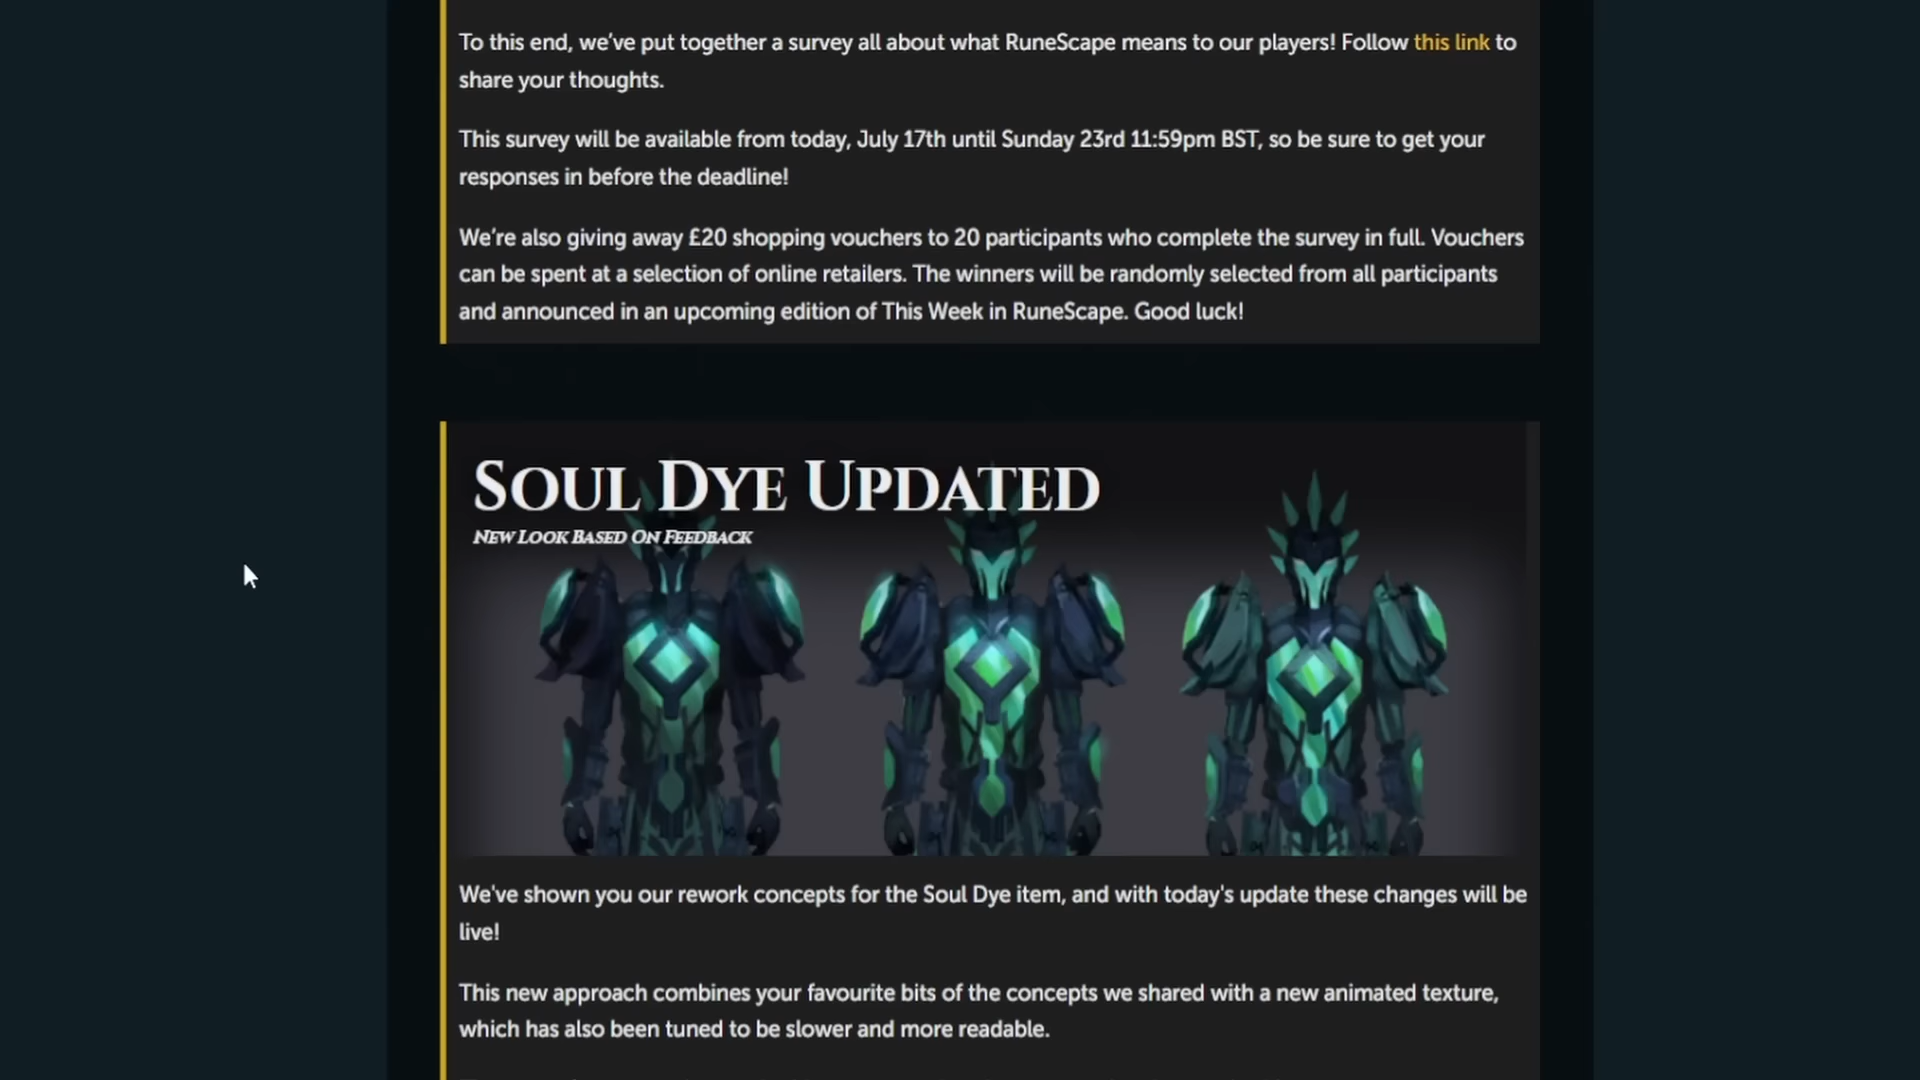 To this end, we’ve put together a survey all about what RuneScape means to our players! Follow this link to
share your thoughts.
This survey will be available from today, July 17th until Sunday 23rd 11:59pm BST, so be sure to get your
responses in before the deadline!
We’re also giving away £20 shopping vouchers to 20 participants who complete the survey in full. Vouchers
can be spent at a selection of online retailers. The winners will be randomly selected from all participants
and announced in an upcoming edition of This Week in RuneScape. Good luck!
SOUL DYE UPDATED
NEW LOOK BASED ON FEEDBACK
We've shown you our rework concepts for the Soul Dye item, and with today's update these changes will be
live!
This new approach combines your favourite bits of the concepts we shared with a new animated texture,
which has also been tuned to be slower and more readable.